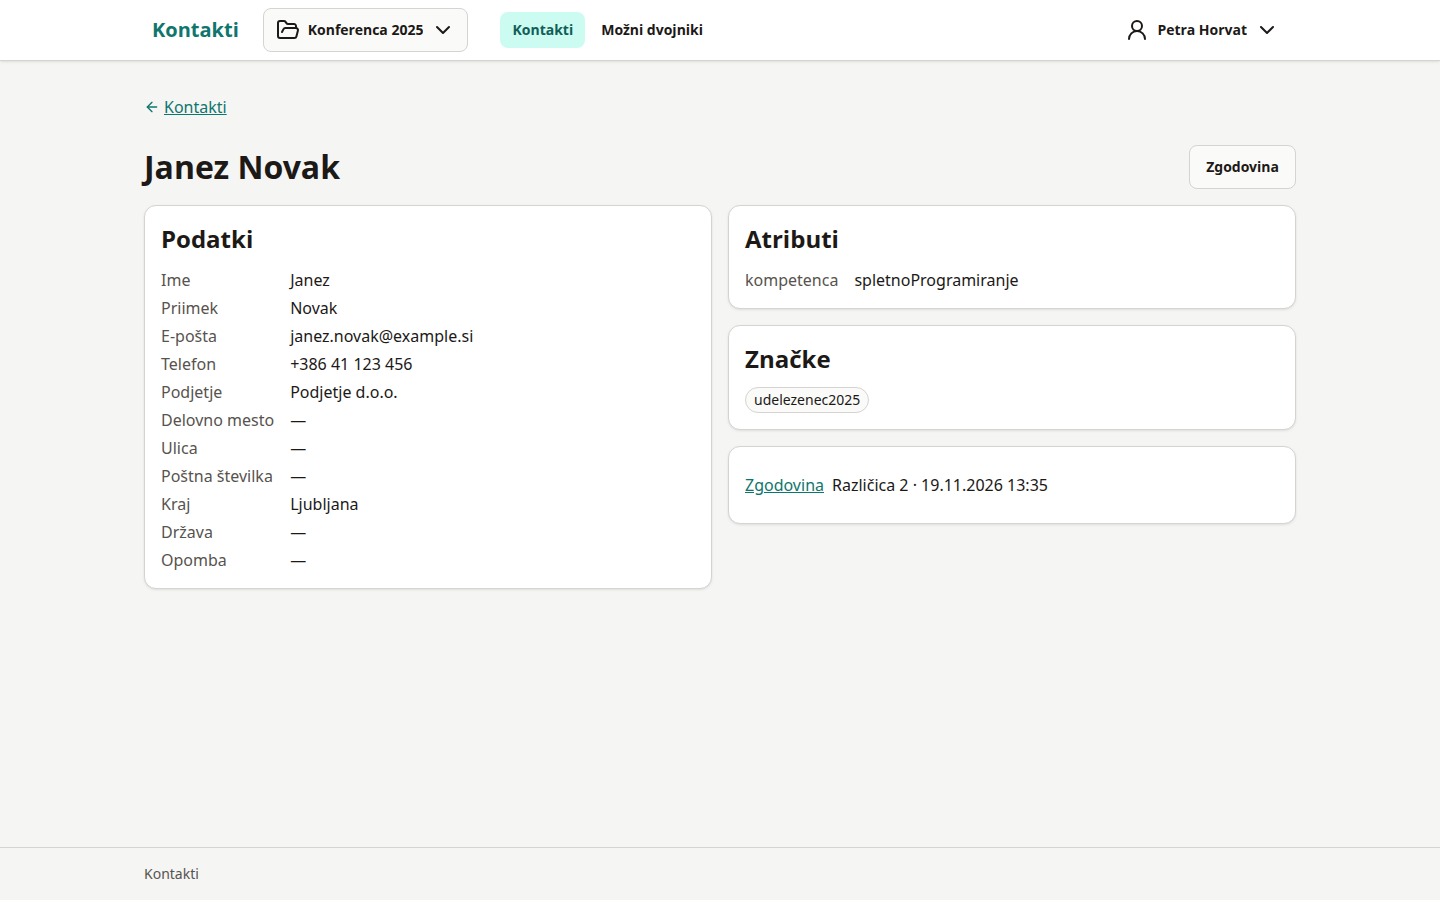 Kontakti
Konferenca 2025
Kontakti
Možni dvojniki
Petra Horvat
← Kontakti
Janez Novak
Zgodovina
Podatki
Ime Janez
Priimek Novak
E-pošta janez.novak@example.si
Telefon +386 41 123 456
Podjetje Podjetje d.o.o.
Delovno mesto —
Ulica —
Poštna številka —
Kraj Ljubljana
Država —
Opomba —
Atributi
kompetenca spletnoProgramiranje
Značke
udelezenec2025
Zgodovina Različica 2 · 19.11.2026 13:35
Kontakti